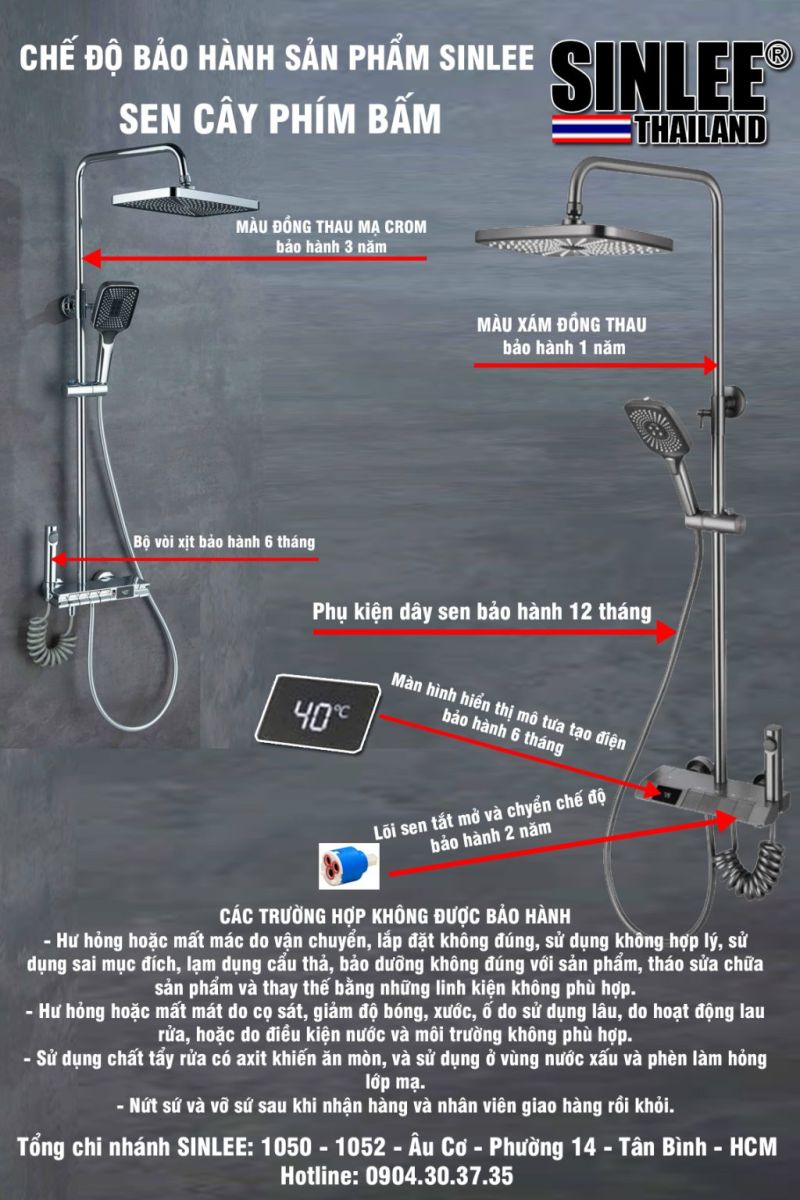 CHẾ ĐỘ BẢO HÀNH SẢN PHẨM SINLEE
SINLEE®
THAILAND
SEN CÂY PHÍM BẤM
MÀU ĐỒNG THAU MẠ CROM
bảo hành 3 năm
MÀU XÁM ĐỒNG THAU
bảo hành 1 năm
Bộ vòi xịt bảo hành 6 tháng
Phụ kiện dây sen bảo hành 12 tháng
40°C
Màn hình hiển thị mô tưa tạo điện
bảo hành 6 tháng
Lõi sen tắt mở và chyển chế độ
bảo hành 2 năm
CÁC TRƯỜNG HỢP KHÔNG ĐƯỢC BẢO HÀNH
- Hư hỏng hoặc mất mác do vận chuyển, lắp đặt không đúng, sử dụng không hợp lý, sử
dụng sai mục đích, lạm dụng cẩu thả, bảo dưỡng không đúng với sản phẩm, tháo sửa chữa
sản phẩm và thay thế bằng những linh kiện không phù hợp.
- Hư hỏng hoặc mất mát do cọ sát, giảm độ bóng, xước, ố do sử dụng lâu, do hoạt động lau
rửa, hoặc do điều kiện nước và môi trường không phù hợp.
- Sử dụng chất tẩy rửa có axit khiến ăn mòn, và sử dụng ở vùng nước xấu và phèn làm hỏng
lớp mạ.
- Nứt sứ và vỡ sứ sau khi nhận hàng và nhân viên giao hàng rồi khỏi.
Tổng chi nhánh SINLEE: 1050 - 1052 - Âu Cơ - Phường 14 - Tân Bình - HCM
Hotline: 0904.30.37.35